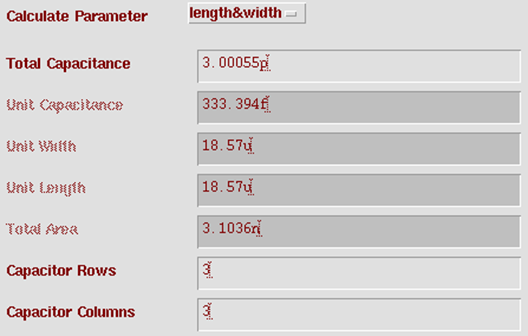 Calculate Parameter length&width
Total Capacitance 3.00055p
Unit Capacitance 333.394f
Unit Width 18.57u
Unit Length 18.57u
Total Area 3.1036n
Capacitor Rows 3
Capacitor Columns 3